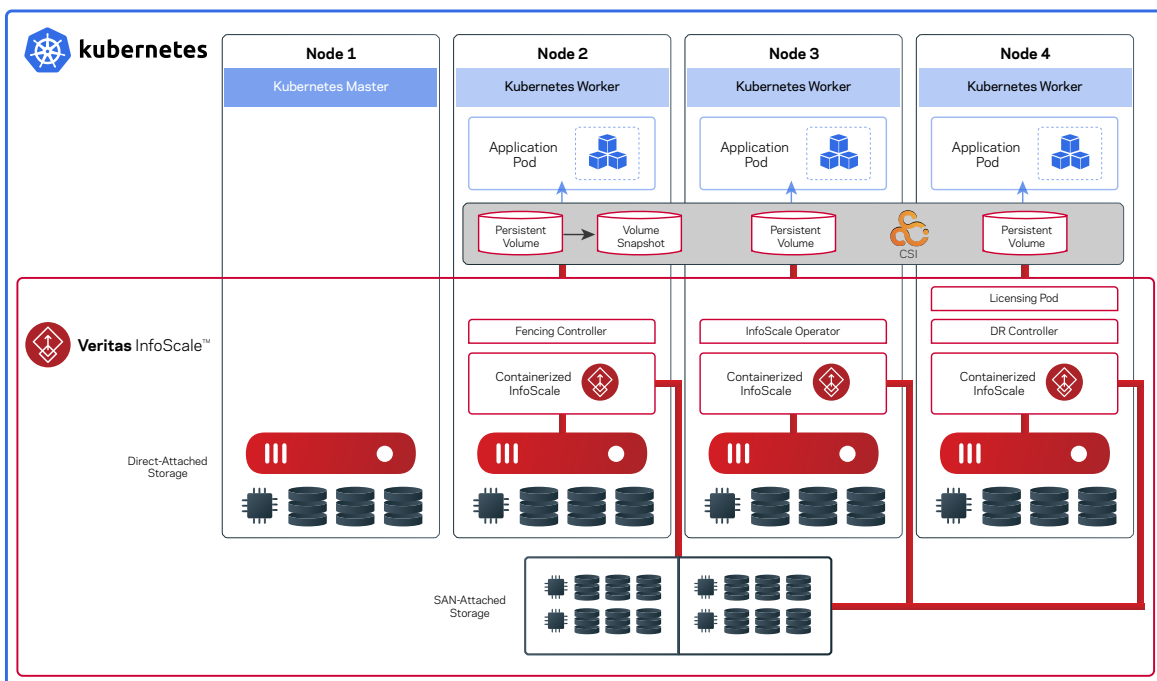 kubernetes
Node 1
Node 2
Node 3
Node 4
Kubernetes Master
Kubernetes Worker
Kubernetes Worker
Kubernetes Worker
Application
Pod
Application
Pod
Application
Pod
Persistent
Volume
Volume
Snapshot
Persistent
Volume
CSI
Persistent
Volume
Licensing Pod
Veritas InfoScale™
Fencing Controller
InfoScale Operator
DR Controller
Containerized
InfoScale
Containerized
InfoScale
Containerized
InfoScale
Direct-Attached
Storage
SAN-Attached
Storage